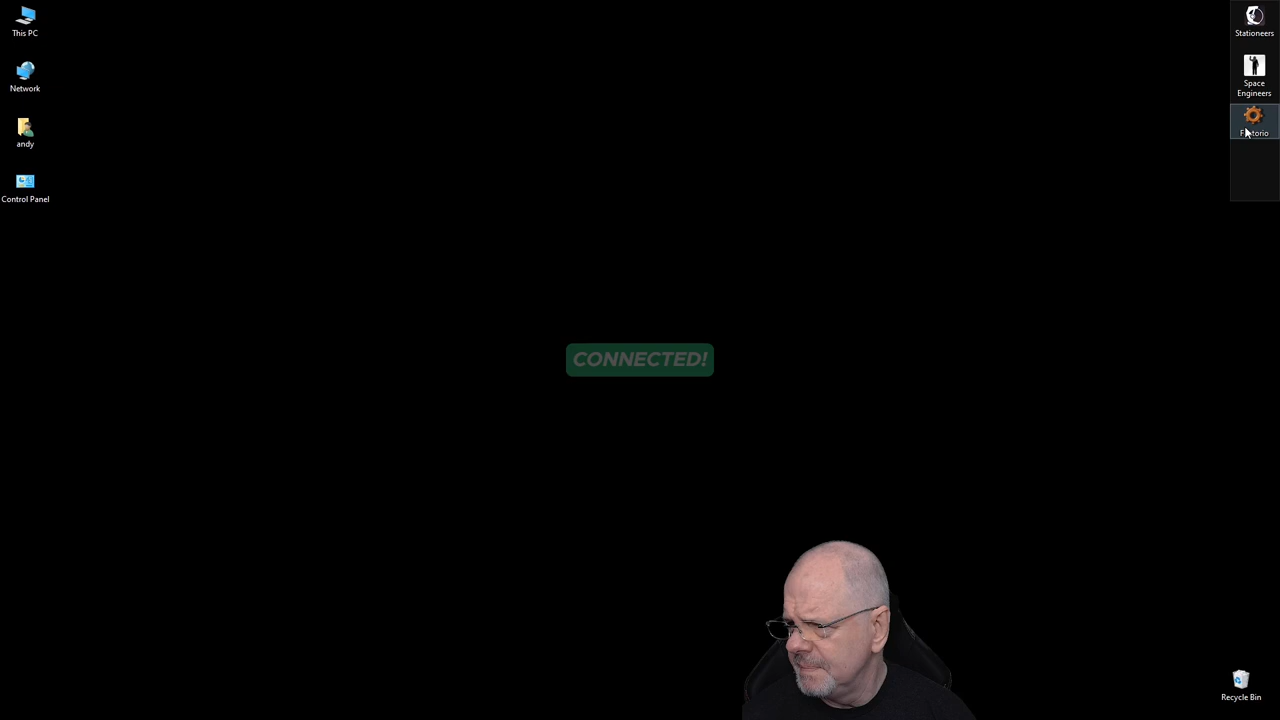 This PC
Network
andy
Control Panel
Stationeers
Space
Engineers
CONNECTED!
Recycle Bin